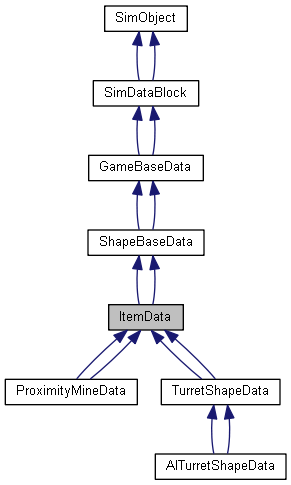 SimObject
SimDataBlock
GameBaseData
ShapeBaseData
ItemData
ProximityMineData
TurretShapeData
AITurretShapeData